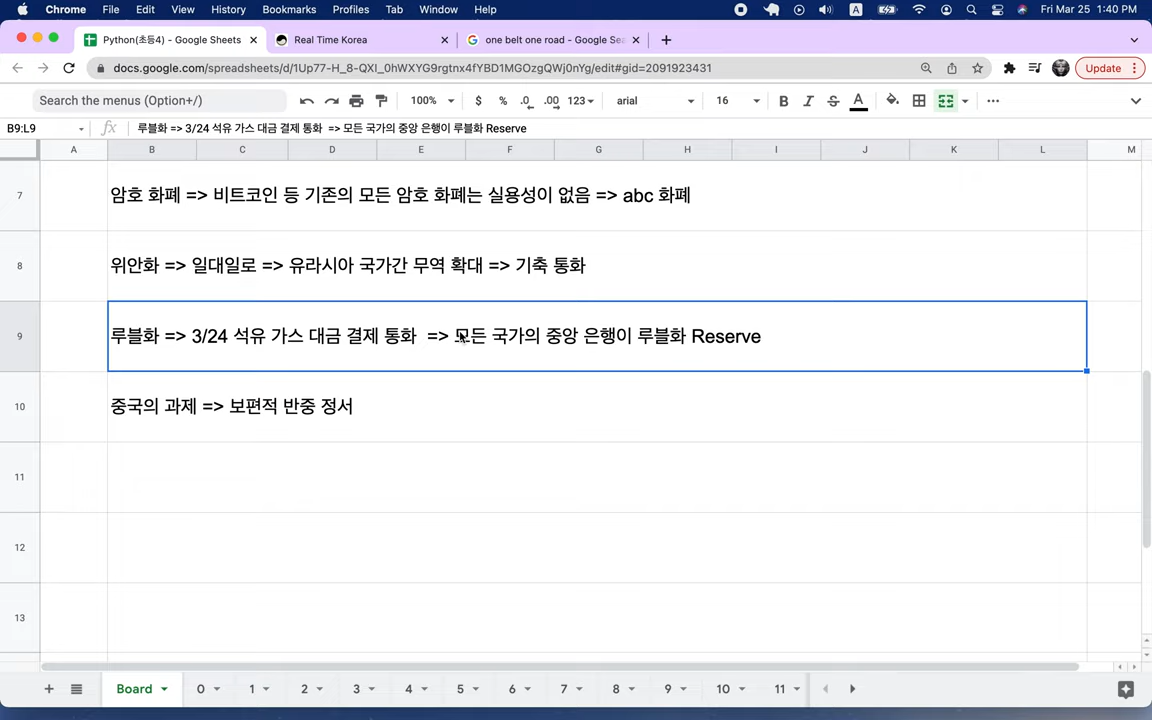 Chrome File Edit View History Bookmarks Profiles Tab Window Help A Fri Mar 25 1:40 PM
Python(초등4) - Google Sheets Real Time Korea one belt one road - Google Sea
docs.google.com/spreadsheets/d/1Up77-H_8-QXI_0hWXYG9rgtnx4fYBD1MGOzgQWj0nYg/edit#gid=2091923431 Update
Search the menus (Option+/) 100% $ % .0 .00 123 arial 16 B I S A
B9:L9 fx 루블화 => 3/24 석유 가스 대금 결제 통화 => 모든 국가의 중앙 은행이 루블화 Reserve
A B C D E F G H I J K L M
7 암호 화폐 => 비트코인 등 기존의 모든 암호 화폐는 실용성이 없음 => abc 화폐
8 위안화 => 일대일로 => 유라시아 국가간 무역 확대 => 기축 통화
9 루블화 => 3/24 석유 가스 대금 결제 통화 => 모든 국가의 중앙 은행이 루블화 Reserve
10 중국의 과제 => 보편적 반중 정서
11
12
13
Board 0 1 2 3 4 5 6 7 8 9 10 11